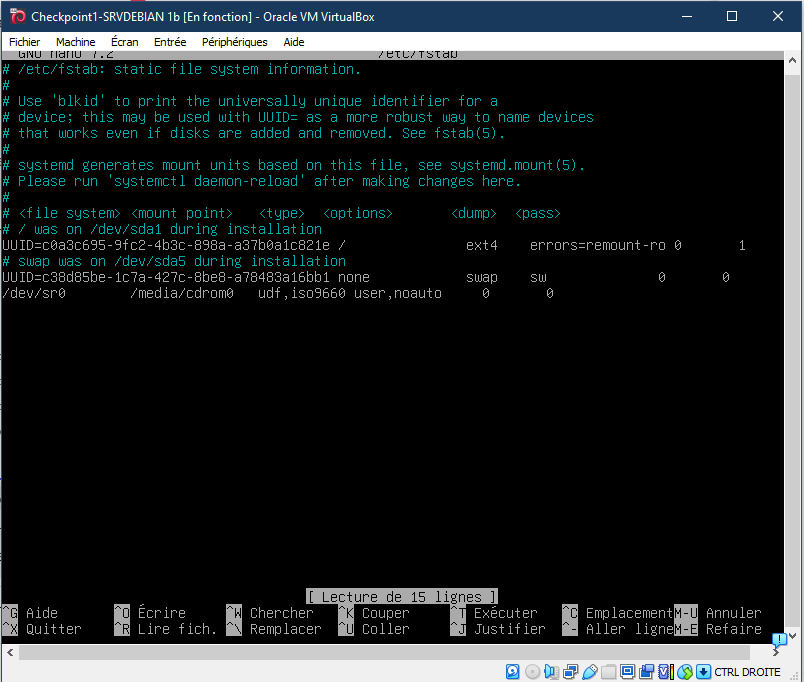 Checkpoint1-SRVDEBIAN 1b [En fonction] - Oracle VM VirtualBox
Fichier Machine Écran Entrée Périphériques Aide
GNU nano 7.2 /etc/fstab
# /etc/fstab: static file system information.
#
# Use 'blkid' to print the universally unique identifier for a
# device; this may be used with UUID= as a more robust way to name devices
# that works even if disks are added and removed. See fstab(5).
#
# systemd generates mount units based on this file, see systemd.mount(5).
# Please run 'systemctl daemon-reload' after making changes here.
#
# <file system> <mount point>   <type>  <options>       <dump>  <pass>
# / was on /dev/sda1 during installation
UUID=c0a3c695-9fc2-4b3c-898a-a37b0a1c821e /               ext4    errors=remount-ro 0       1
# swap was on /dev/sda5 during installation
UUID=c38d85be-1c7a-427c-8be8-a78483a16bb1 none            swap    sw              0       0
/dev/sr0        /media/cdrom0   udf,iso9660 user,noauto     0       0
[ Lecture de 15 lignes ]
^G Aide ^O Écrire ^W Chercher ^K Couper ^T Exécuter ^C Emplacement M-U Annuler
^X Quitter ^R Lire fich. ^\ Remplacer ^U Coller ^J Justifier ^- Aller ligne M-E Refaire
CTRL DROITE